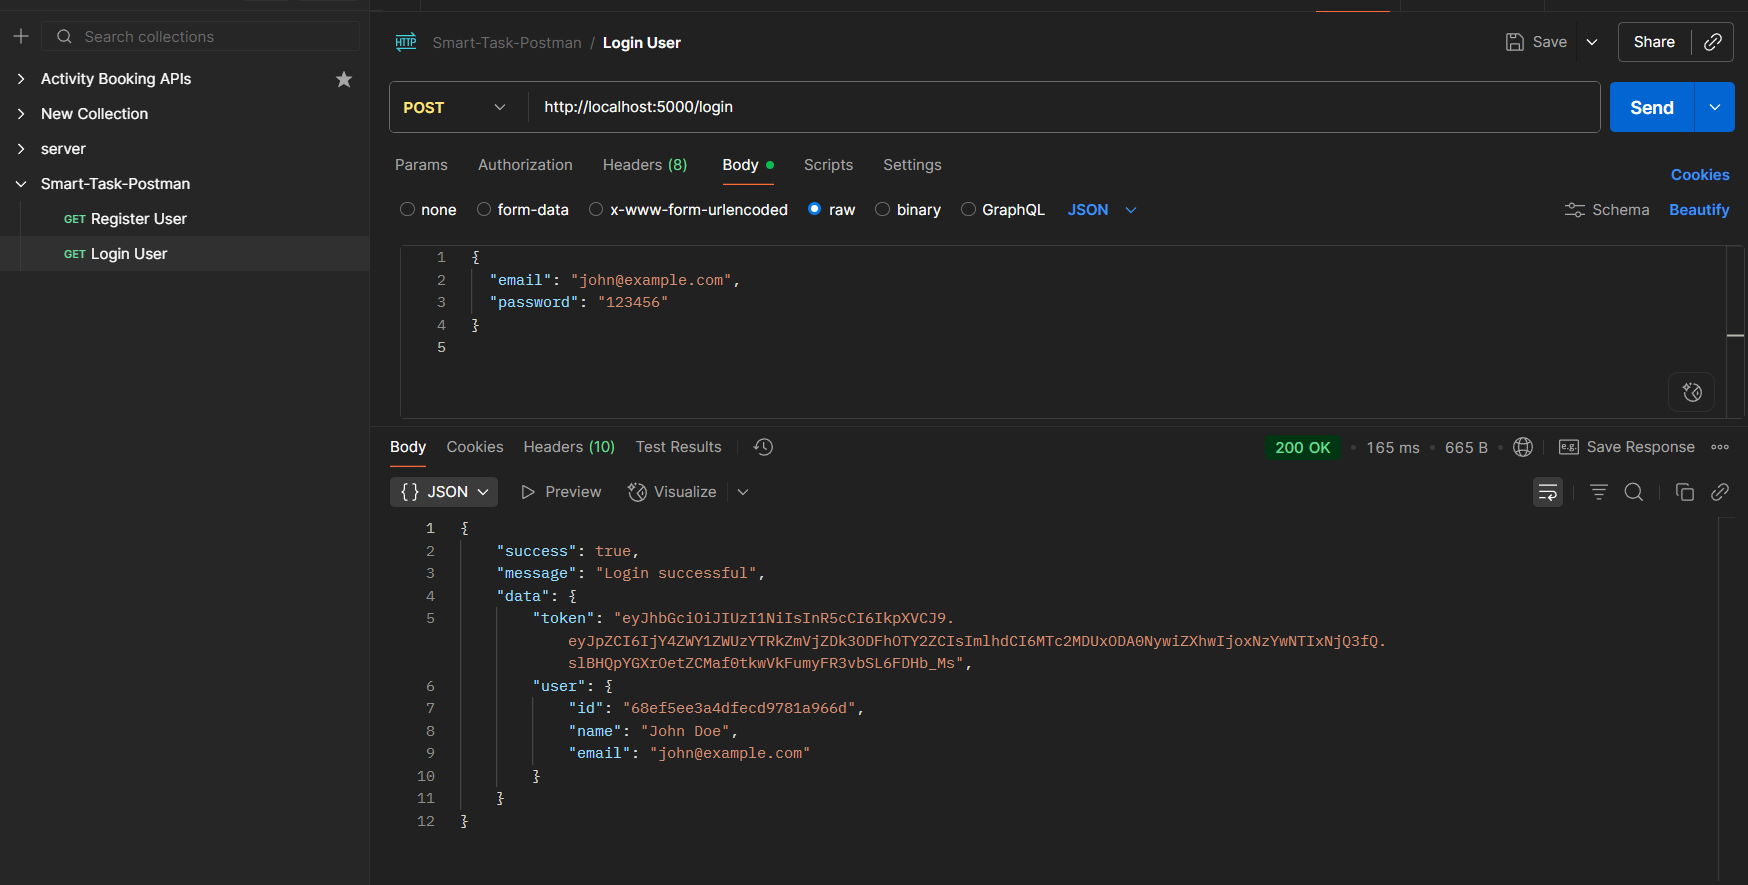 Search collections
Activity Booking APIs
New Collection
server
Smart-Task-Postman
GET Register User
GET Login User
HTTP Smart-Task-Postman / Login User
Save
Share
POST
http://localhost:5000/login
Send
Params Authorization Headers (8) Body Scripts Settings
Cookies
none form-data x-www-form-urlencoded raw binary GraphQL JSON
Schema Beautify
1 {
2 "email": "john@example.com",
3 "password": "123456"
4 }
5
Body Cookies Headers (10) Test Results
200 OK • 165 ms • 665 B
e.g. Save Response
{} JSON Preview Visualize
1 {
2 "success": true,
3 "message": "Login successful",
4 "data": {
5 "token": "eyJhbGciOiJIUzI1NiIsInR5cCI6IkpXVCJ9.
eyJpZCI6IjY4ZWY1ZWUzYTRkZmVjZDk3ODFhOTY2ZCIsImlhdCI6MTc2MDUxODA0NywiZXhwIjoxNzYwNTIxNjQ3fQ.
slBHQpYGXrOetZCMaf0tkwVkFumyFR3vbSL6FDHb_Ms",
6 "user": {
7 "id": "68ef5ee3a4dfecd9781a966d",
8 "name": "John Doe",
9 "email": "john@example.com"
10 }
11 }
12 }